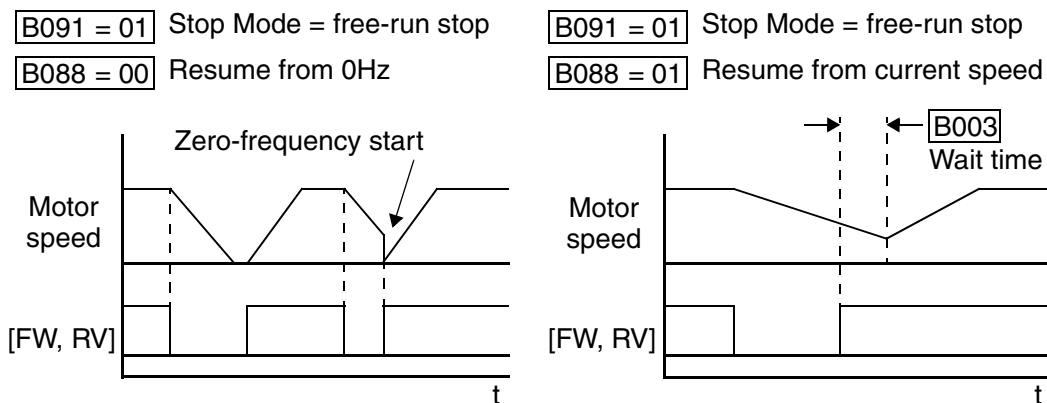 B091 = 01 Stop Mode = free-run stop
B088 = 00 Resume from 0Hz
Zero-frequency start
Motor
speed
[FW, RV]
t
B091 = 01 Stop Mode = free-run stop
B088 = 01 Resume from current speed
B003
Wait time
Motor
speed
[FW, RV]
t